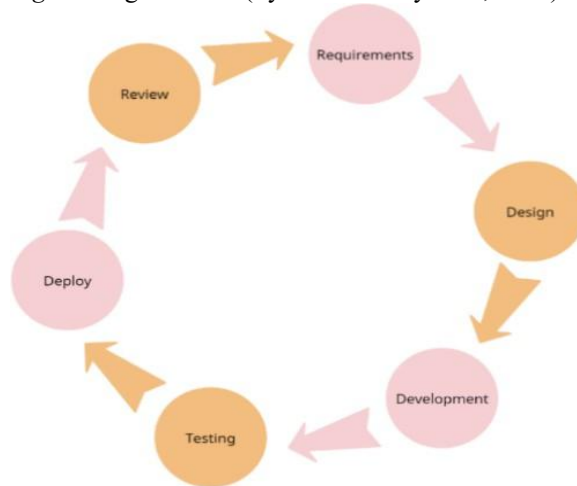 Requirements
Review
Design
Deploy
Development
Testing